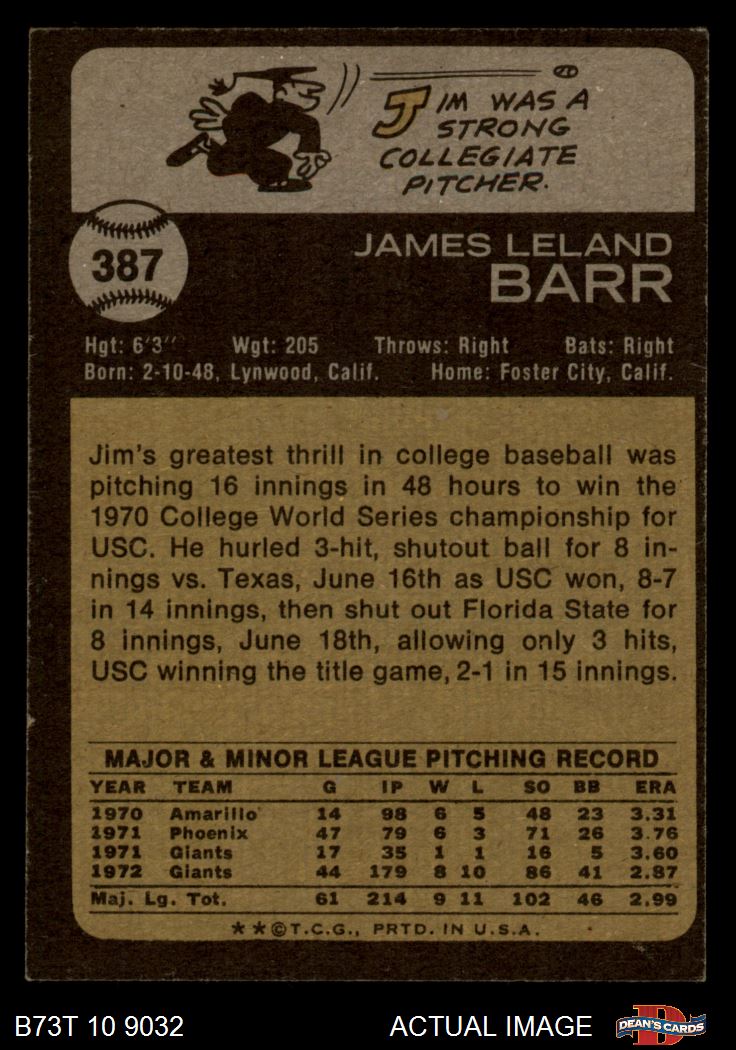 JIM WAS A
STRONG
COLLEGIATE
PITCHER.
387
JAMES LELAND
BARR
Hgt: 6'3" Wgt: 205 Throws: Right Bats: Right
Born: 2-10-48, Lynwood, Calif. Home: Foster City, Calif.
Jim's greatest thrill in college baseball was
pitching 16 innings in 48 hours to win the
1970 College World Series championship for
USC. He hurled 3-hit, shutout ball for 8 in-
nings vs. Texas, June 16th as USC won, 8-7
in 14 innings, then shut out Florida State for
8 innings, June 18th, allowing only 3 hits,
USC winning the title game, 2-1 in 15 innings.
MAJOR & MINOR LEAGUE PITCHING RECORD
YEAR TEAM G IP W L SO BB ERA
1970 Amarillo 14 98 6 5 48 23 3.31
1971 Phoenix 47 79 6 3 71 26 3.76
1971 Giants 17 35 1 1 16 5 3.60
1972 Giants 44 179 8 10 86 41 2.87
Maj. Lg. Tot. 61 214 9 11 102 46 2.99
**©T.C.G., PRTD. IN U.S.A.
B73T 10 9032 ACTUAL IMAGE D DEAN'S CARDS